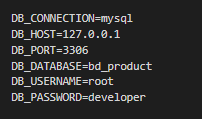 DB_CONNECTION=mysql
DB_HOST=127.0.0.1
DB_PORT=3306
DB_DATABASE=bd_product
DB_USERNAME=root
DB_PASSWORD=developer